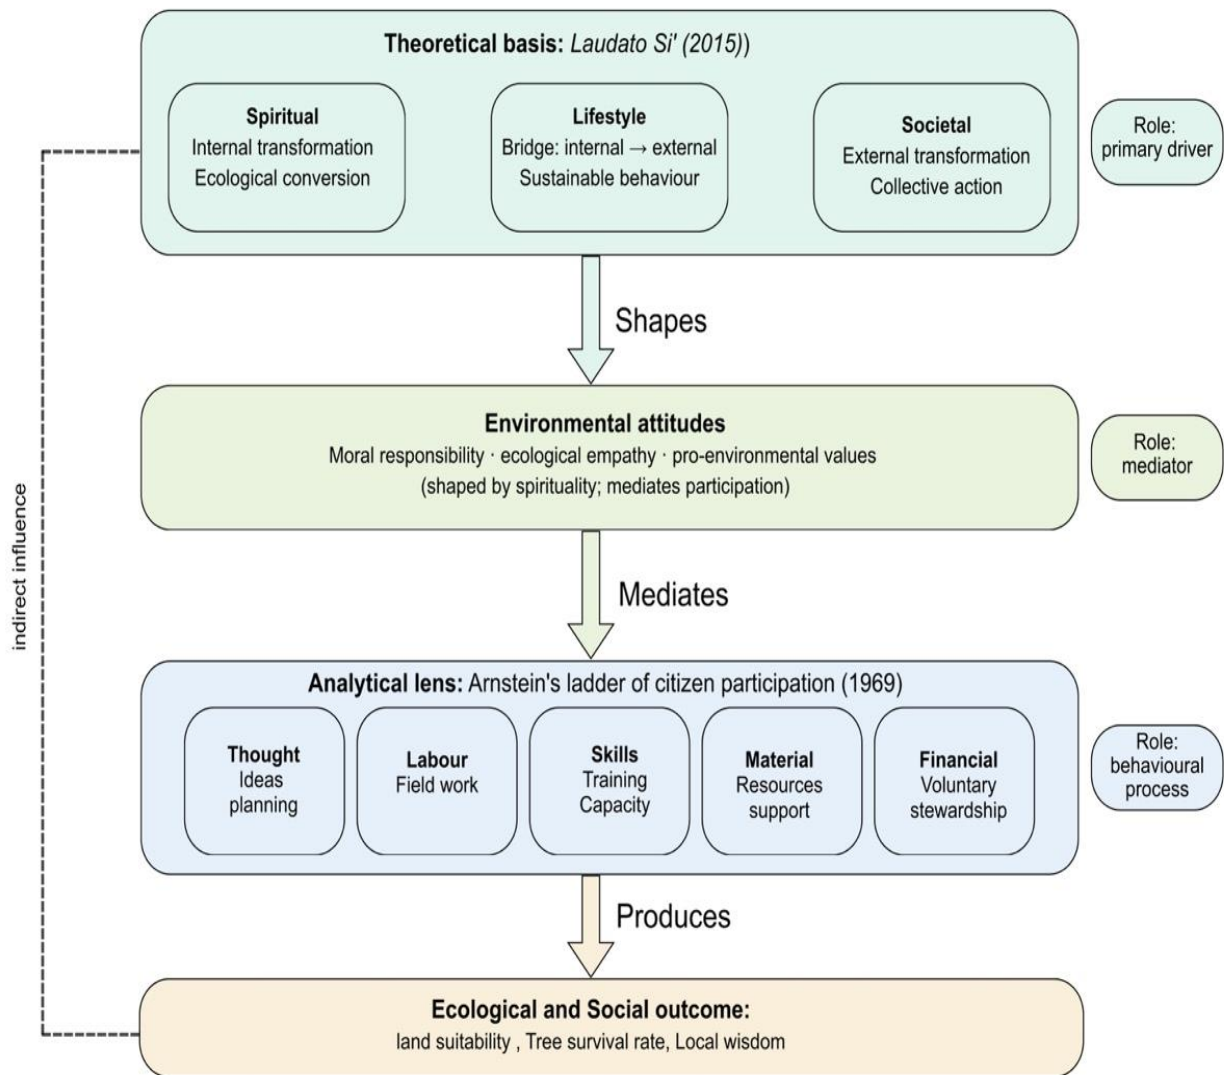 Theoretical basis: Laudato Si' (2015))
Spiritual
Internal transformation
Ecological conversion
Lifestyle
Bridge: internal → external
Sustainable behaviour
Societal
External transformation
Collective action
Role:
primary driver
Shapes
Environmental attitudes
Moral responsibility · ecological empathy · pro-environmental values
(shaped by spirituality; mediates participation)
Role:
mediator
indirect influence
Mediates
Analytical lens: Arnstein's ladder of citizen participation (1969)
Thought
Ideas
planning
Labour
Field work
Skills
Training
Capacity
Material
Resources
support
Financial
Voluntary
stewardship
Role:
behavioural
process
Produces
Ecological and Social outcome:
land suitability , Tree survival rate, Local wisdom